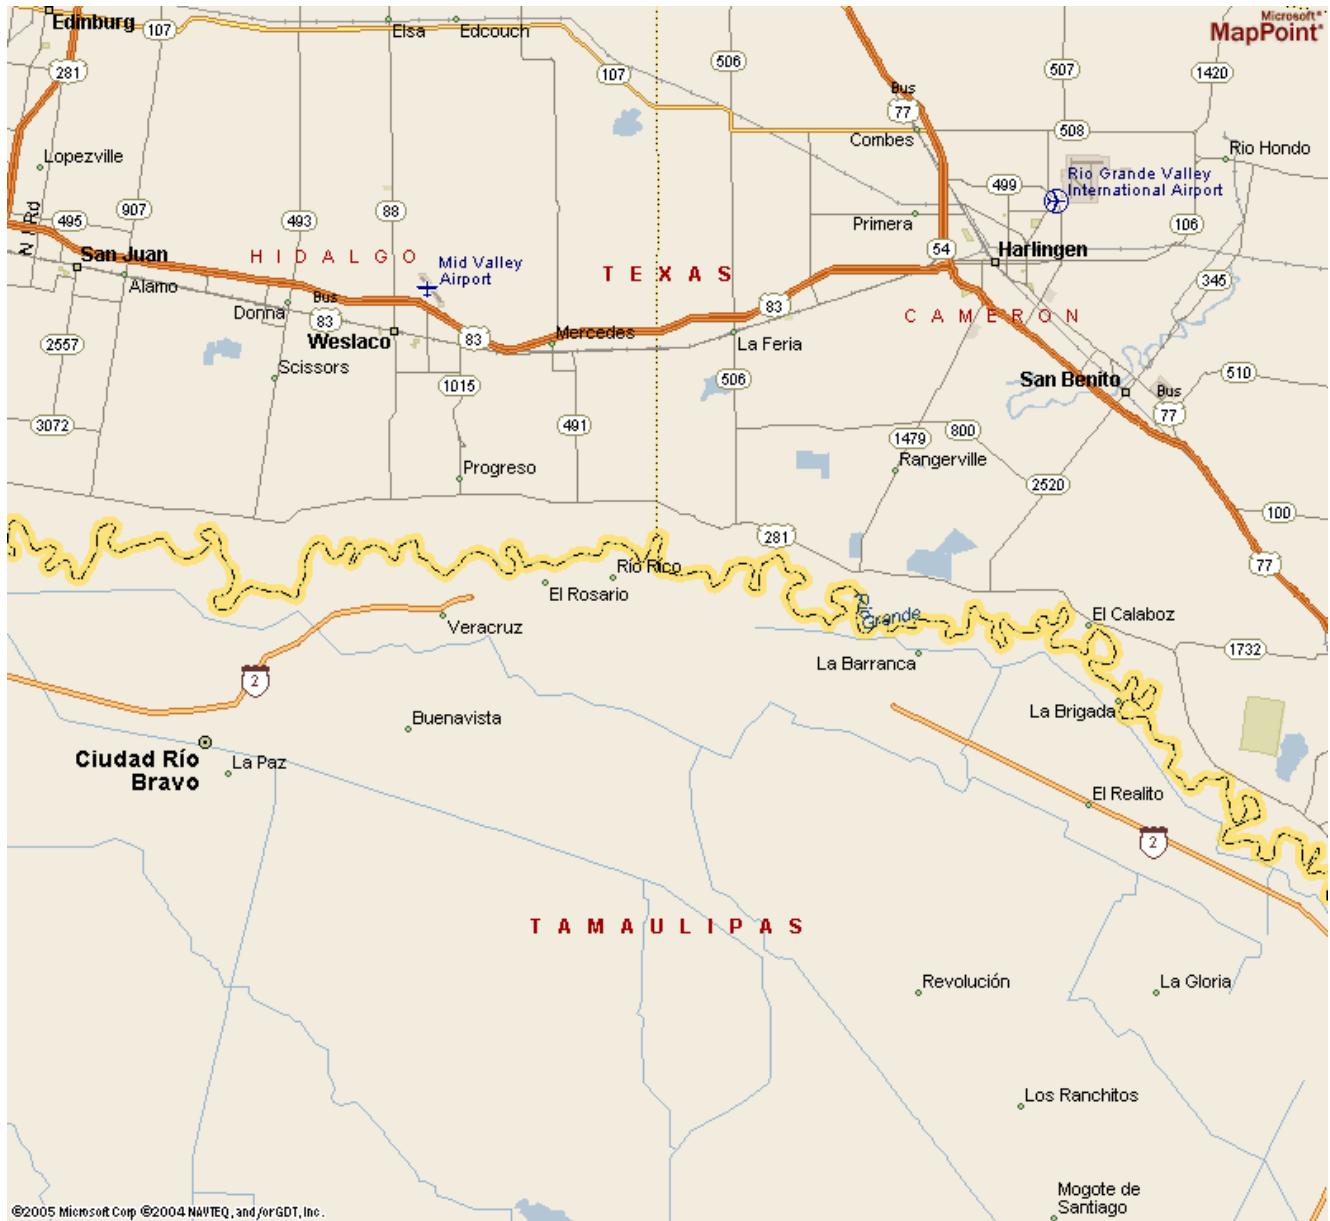 Microsoft®
MapPoint®
Edinburg
107
Elsa
Edcouch
281
107
506
507
1420
Bus
77
Combes
508
Rio Hondo
Lopezville
Rio Grande Valley
International Airport
499
907
495
493
88
Primera
106
54
San Juan
HIDALGO
Mid Valley
Airport
TEXAS
Harlingen
Alamo
345
Bus
83
Donna
83
CAMERON
83
Weslaco
Mercedes
La Feria
2557
Scissors
1015
506
San Benito
Bus
510
77
3072
491
1479
800
Progreso
Rangerville
2520
100
281
77
Río Rico
El Rosario
Rio
Grande
El Calaboz
Veracruz
1732
La Barranca
2
Buenavista
La Brigada
Ciudad Río
Bravo
La Paz
El Realito
2
TAMAULIPAS
Revolución
La Gloria
Los Ranchitos
Mogote de
Santiago
©2005 Microsoft Corp ©2004 NAVTEQ, and/or GDT, Inc.